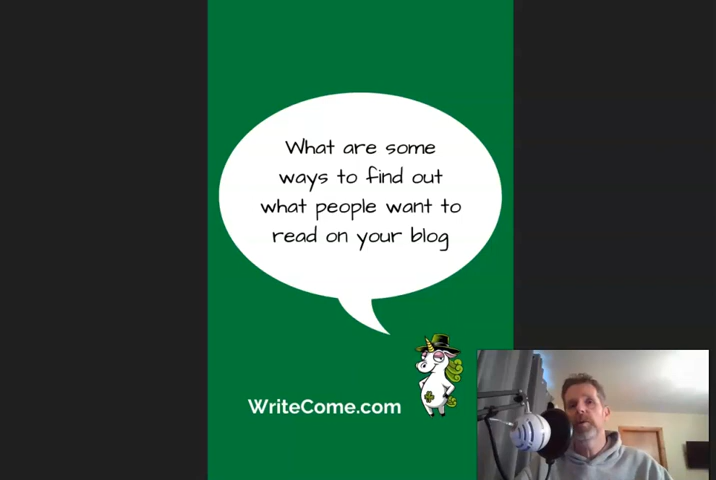 What are some
ways to find out
what people want to
read on your blog
WriteCome.com